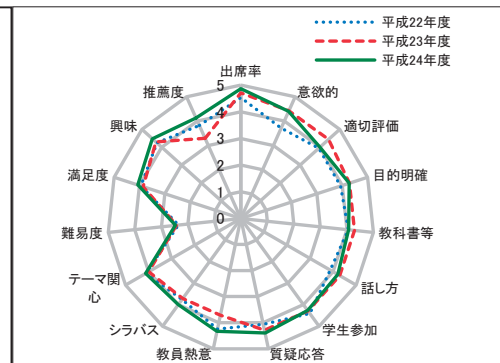 平成22年度
平成23年度
平成24年度
出席率
意欲的
適切評価
目的明確
教科書等
話し方
学生参加
質疑応答
教員熱意
シラバス
テーマ関
心
難易度
満足度
興味
推薦度
5
4
3
2
1
0